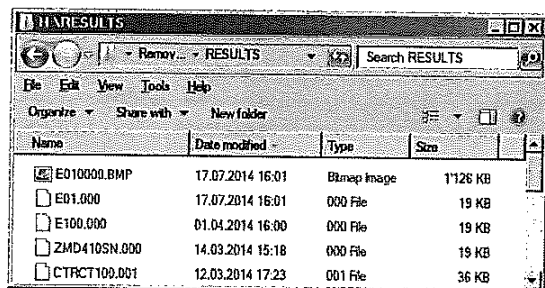 H:\RESULTS
Remov... RESULTS Search RESULTS
File Edit View Tools Help
Organize Share with New folder
Name Date modified Type Size
E010000.BMP 17.07.2014 16:01 Bitmap Image 1'126 KB
E01.000 17.07.2014 16:01 000 File 19 KB
E100.000 01.04.2014 16:00 000 File 19 KB
ZMD410SN.000 14.03.2014 15:18 000 File 19 KB
CTRCT100.001 12.03.2014 17:23 001 File 36 KB